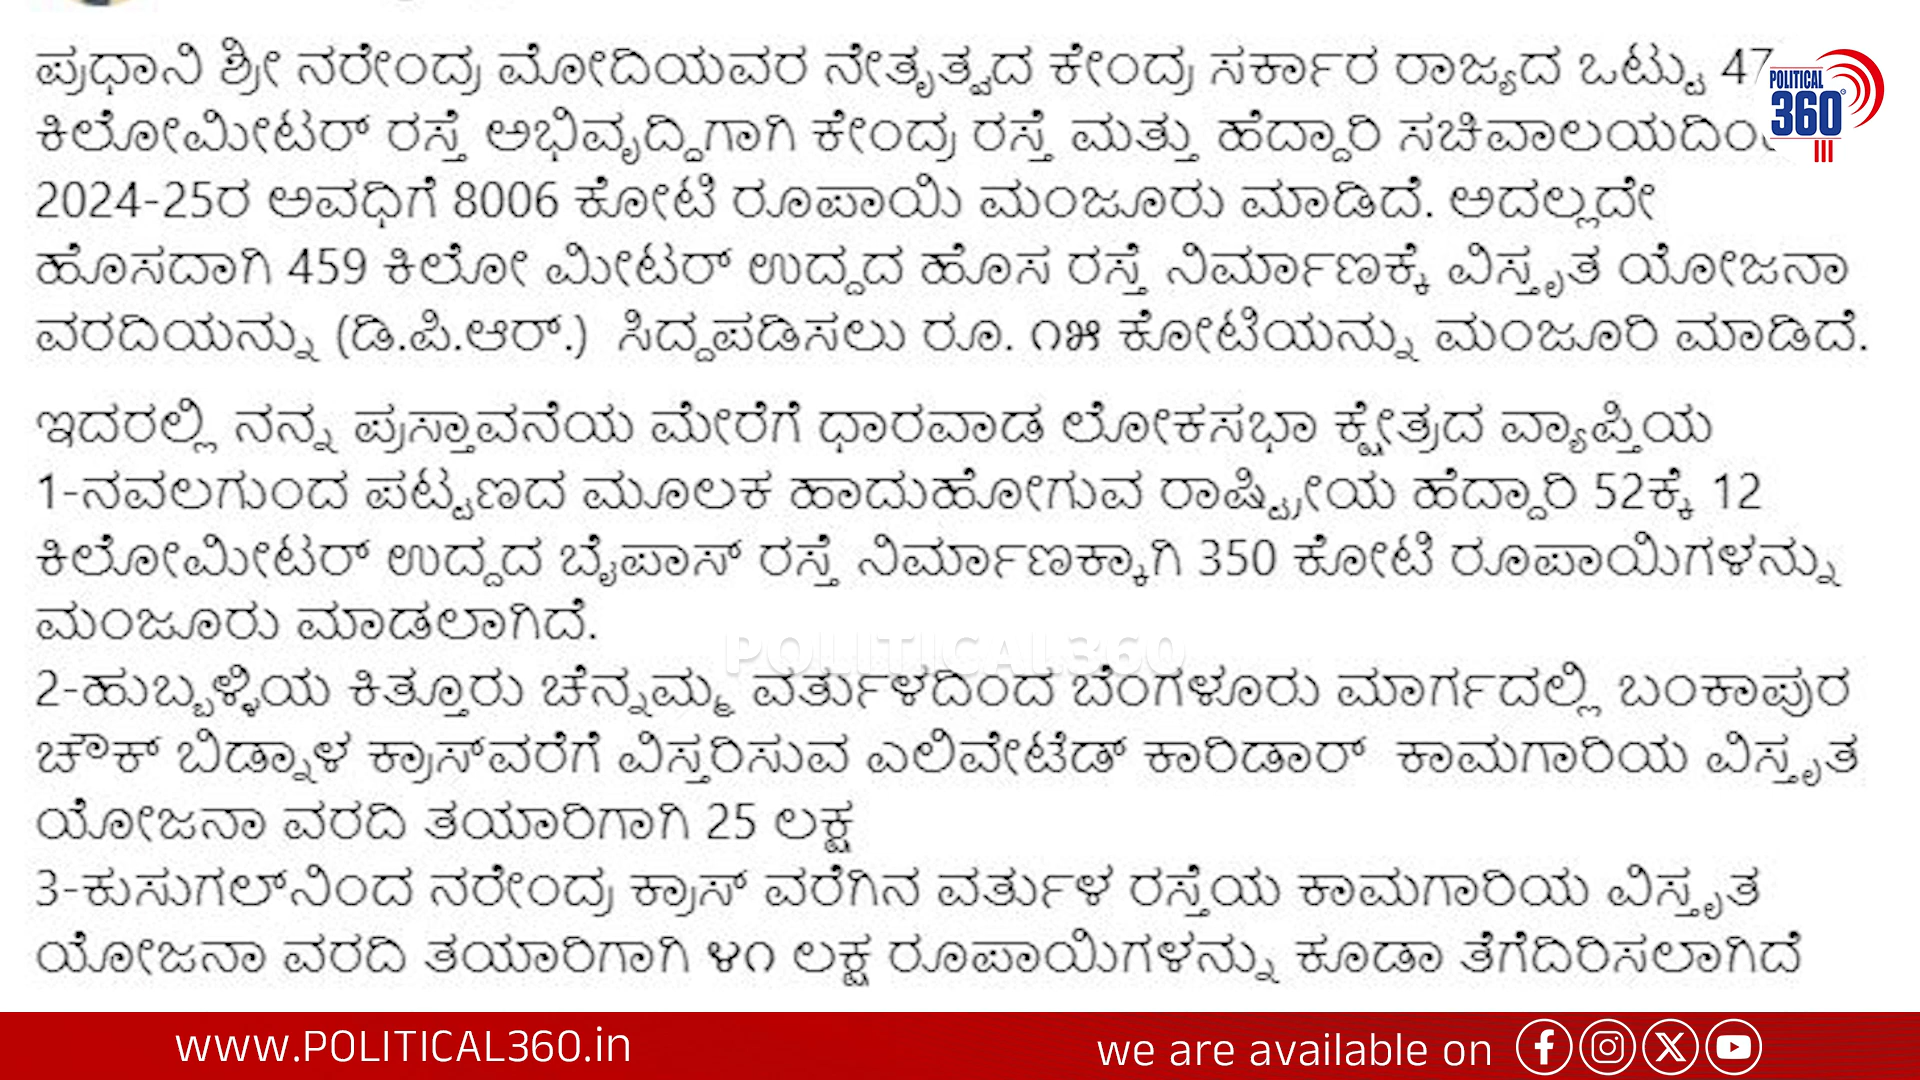 ಪ್ರಧಾನಿ ಶ್ರೀ ನರೇಂದ್ರ ಮೋದಿಯವರ ನೇತೃತ್ವದ ಕೇಂದ್ರ ಸರ್ಕಾರ ರಾಜ್ಯದ ಒಟ್ಟು
POLITICAL
360
ಕಿಲೋಮೀಟರ್ ರಸ್ತೆ ಅಭಿವೃದ್ದಿಗಾಗಿ ಕೇಂದ್ರ ರಸ್ತೆ ಮತ್ತು ಹೆದ್ದಾರಿ
2024-25ರ ಅವಧಿಗೆ 8006 ಕೋಟಿ ರೂಪಾಯಿ ಮಂಜೂರು ಮಾಡಿದೆ. ಅದಲ್ಲದೇ
ಹೊಸದಾಗಿ 459 ಕಿಲೋ ಮೀಟರ್ ಉದ್ದದ ಹೊಸ ರಸ್ತೆ ನಿರ್ಮಾಣಕ್ಕೆ ವಿಸ್ತೃತ ಯೋಜನಾ
ವರದಿಯನ್ನು (ಡಿ.ಪಿ.ಆರ್.) ಸಿದ್ದಪಡಿಸಲು ರೂ. ೧೫ ಕೋಟಿಯನ್ನು ಮಂಜೂರಿ ಮಾಡಿದೆ.
ಇದರಲ್ಲಿ ನನ್ನ ಪ್ರಸ್ತಾವನೆಯ ಮೇರೆಗೆ ಧಾರವಾಡ ಲೋಕಸಭಾ ಕ್ಷೇತ್ರದ ವ್ಯಾಪ್ತಿಯ
1-ನವಲಗುಂದ ಪಟ್ಟಣದ ಮೂಲಕ ಹಾದುಹೋಗುವ ರಾಷ್ಟ್ರೀಯ ಹೆದ್ದಾರಿ 52ಕ್ಕೆ 12
ಕಿಲೋಮೀಟರ್ ಉದ್ದದ ಬೈಪಾಸ್ ರಸ್ತೆ ನಿರ್ಮಾಣಕ್ಕಾಗಿ 350 ಕೋಟಿ ರೂಪಾಯಿಗಳನ್ನು
ಮಂಜೂರು ಮಾಡಲಾಗಿದೆ.
POLITICAL360
2-ಹುಬ್ಬಳ್ಳಿಯ ಕಿತ್ತೂರು ಚೆನ್ನಮ್ಮ ವರ್ತುಳದಿಂದ ಬೆಂಗಳೂರು ಮಾರ್ಗದಲ್ಲಿ ಬಂಕಾಪುರ
ಚೌಕ್ ಬಿಡ್ನಾಳ ಕ್ರಾಸ್‌ವರೆಗೆ ವಿಸ್ತರಿಸುವ ಎಲಿವೇಟೆಡ್ ಕಾರಿಡಾರ್ ಕಾಮಗಾರಿಯ ವಿಸ್ತೃತ
ಯೋಜನಾ ವರದಿ ತಯಾರಿಗಾಗಿ 25 ಲಕ್ಷ
3-ಕುಸುಗಲ್‌ನಿಂದ ನರೇಂದ್ರ ಕ್ರಾಸ್ ವರೆಗಿನ ವರ್ತುಳ ರಸ್ತೆಯ ಕಾಮಗಾರಿಯ ವಿಸ್ತೃತ
ಯೋಜನಾ ವರದಿ ತಯಾರಿಗಾಗಿ ೪೧ ಲಕ್ಷ ರೂಪಾಯಿಗಳನ್ನು ಕೂಡಾ ತೆಗೆದಿರಿಸಲಾಗಿದೆ
www.POLITICAL360.in
we are available on